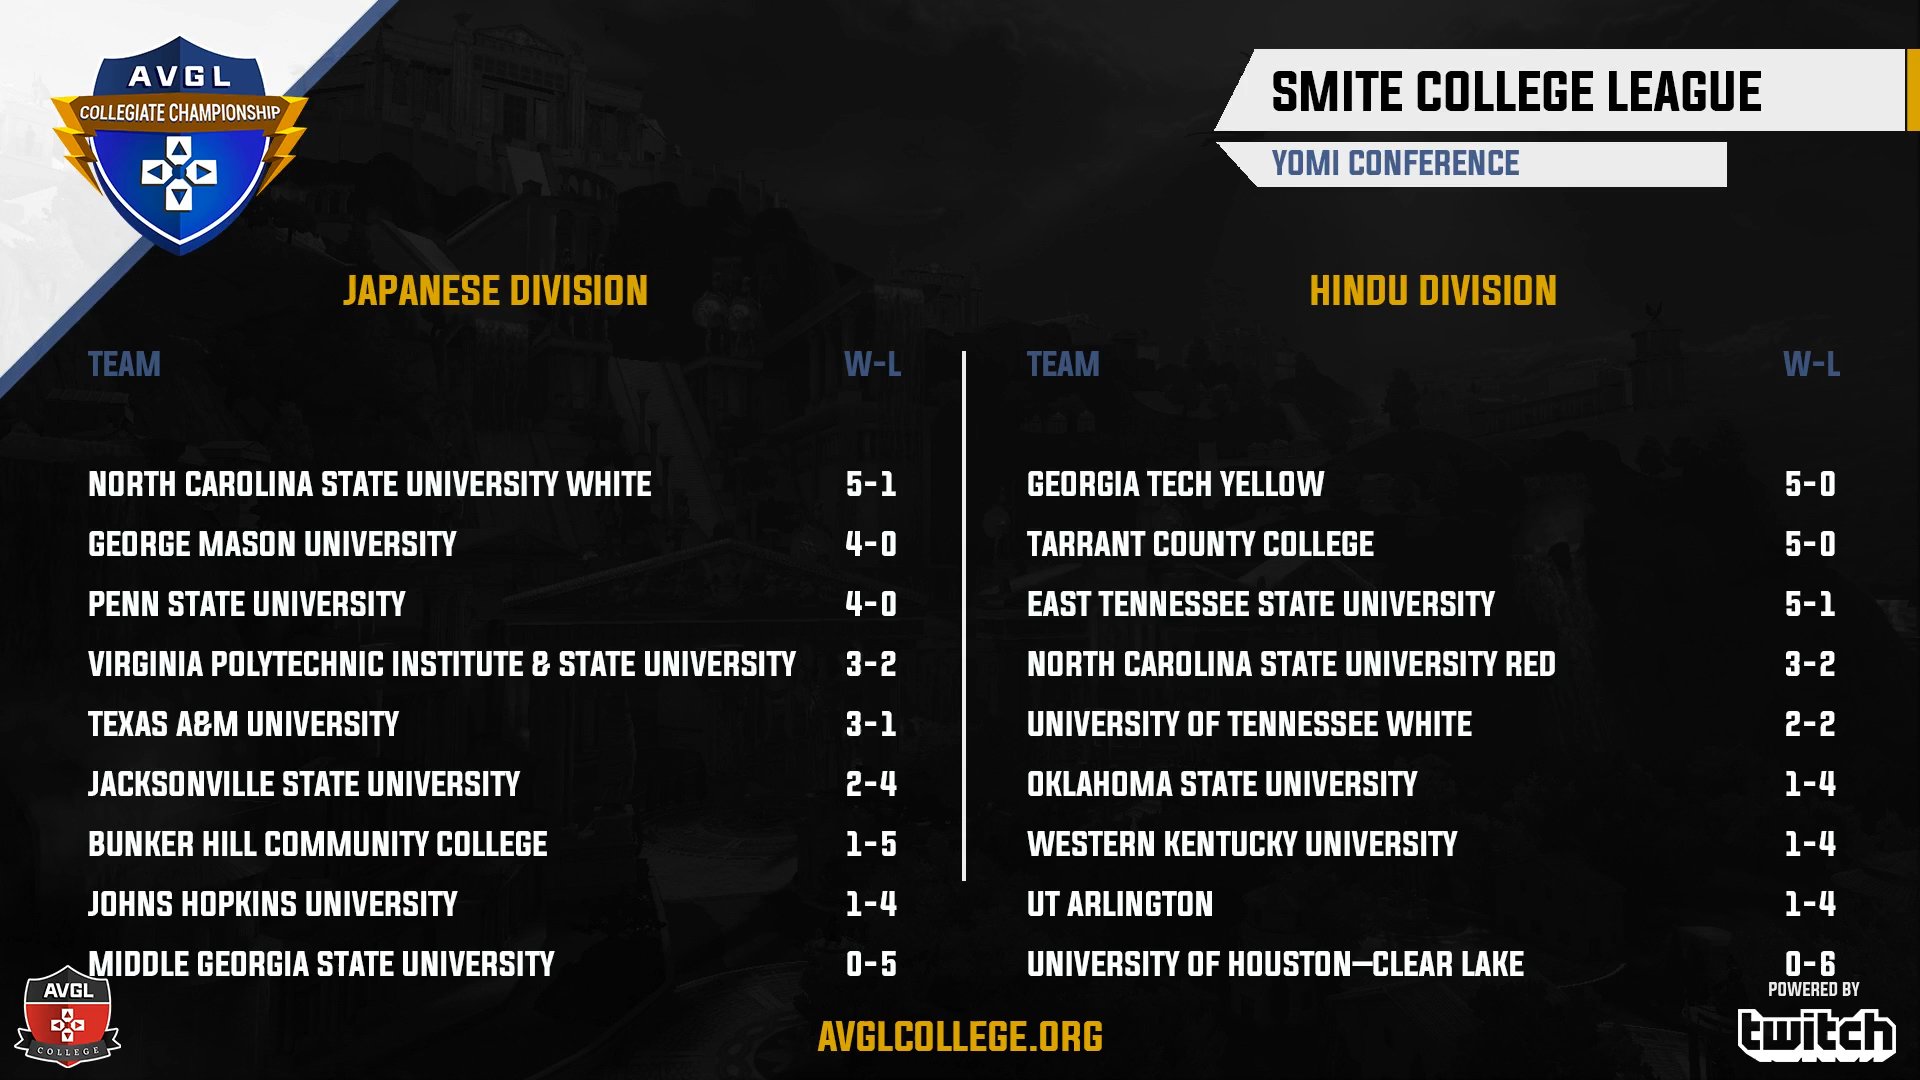 AVGL
COLLEGIATE CHAMPIONSHIP
SMITE COLLEGE LEAGUE
YOMI CONFERENCE
JAPANESE DIVISION
TEAM W-L
NORTH CAROLINA STATE UNIVERSITY WHITE 5-1
GEORGE MASON UNIVERSITY 4-0
PENN STATE UNIVERSITY 4-0
VIRGINIA POLYTECHNIC INSTITUTE & STATE UNIVERSITY 3-2
TEXAS A&M UNIVERSITY 3-1
JACKSONVILLE STATE UNIVERSITY 2-4
BUNKER HILL COMMUNITY COLLEGE 1-5
JOHNS HOPKINS UNIVERSITY 1-4
MIDDLE GEORGIA STATE UNIVERSITY 0-5
HINDU DIVISION
TEAM W-L
GEORGIA TECH YELLOW 5-0
TARRANT COUNTY COLLEGE 5-0
EAST TENNESSEE STATE UNIVERSITY 5-1
NORTH CAROLINA STATE UNIVERSITY RED 3-2
UNIVERSITY OF TENNESSEE WHITE 2-2
OKLAHOMA STATE UNIVERSITY 1-4
WESTERN KENTUCKY UNIVERSITY 1-4
UT ARLINGTON 1-4
UNIVERSITY OF HOUSTON—CLEAR LAKE 0-6
AVGL
COLLEGE
AVGLCOLLEGE.ORG
POWERED BY
twitch